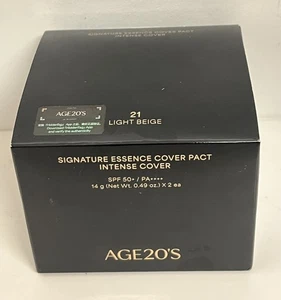 21
LIGHT BEIGE
AGE20'S
SIGNATURE ESSENCE COVER PACT
INTENSE COVER
SPF 50+ / PA++++
14 g (Net Wt. 0.49 oz.) X 2 ea
AGE20'S